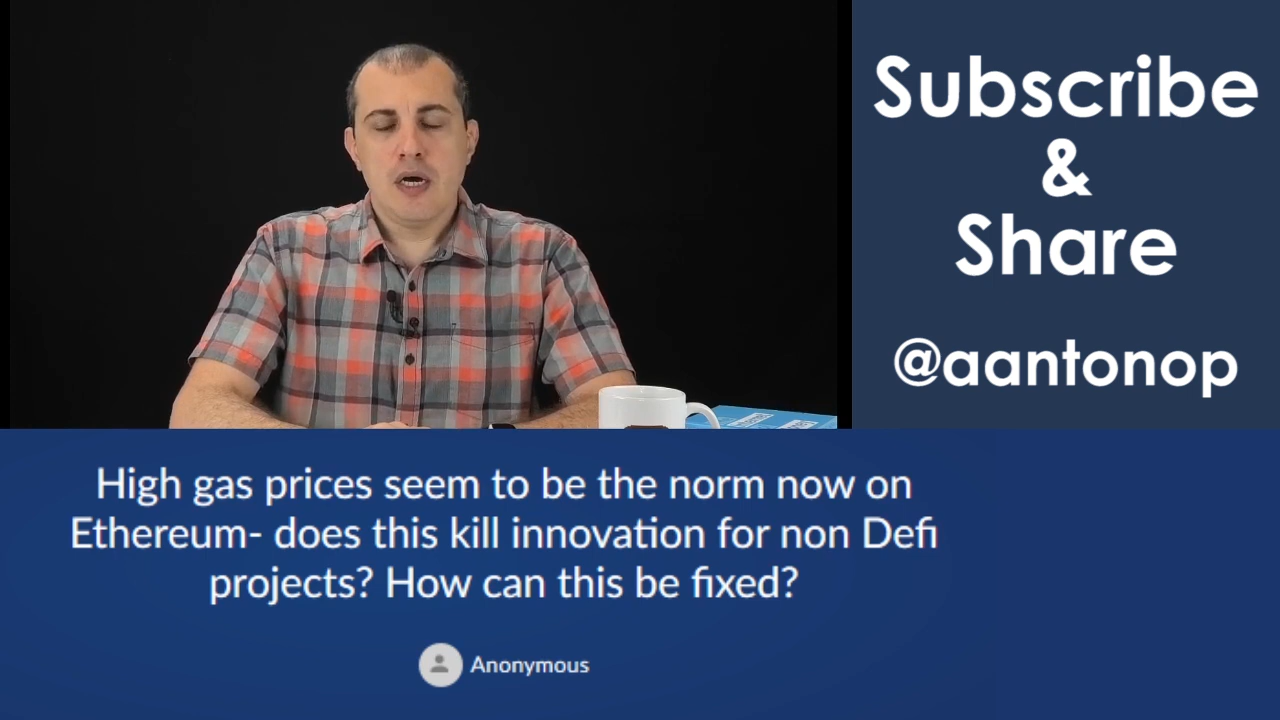 Subscribe
&
Share
@aantonop
High gas prices seem to be the norm now on
Ethereum- does this kill innovation for non Defi
projects? How can this be fixed?
Anonymous